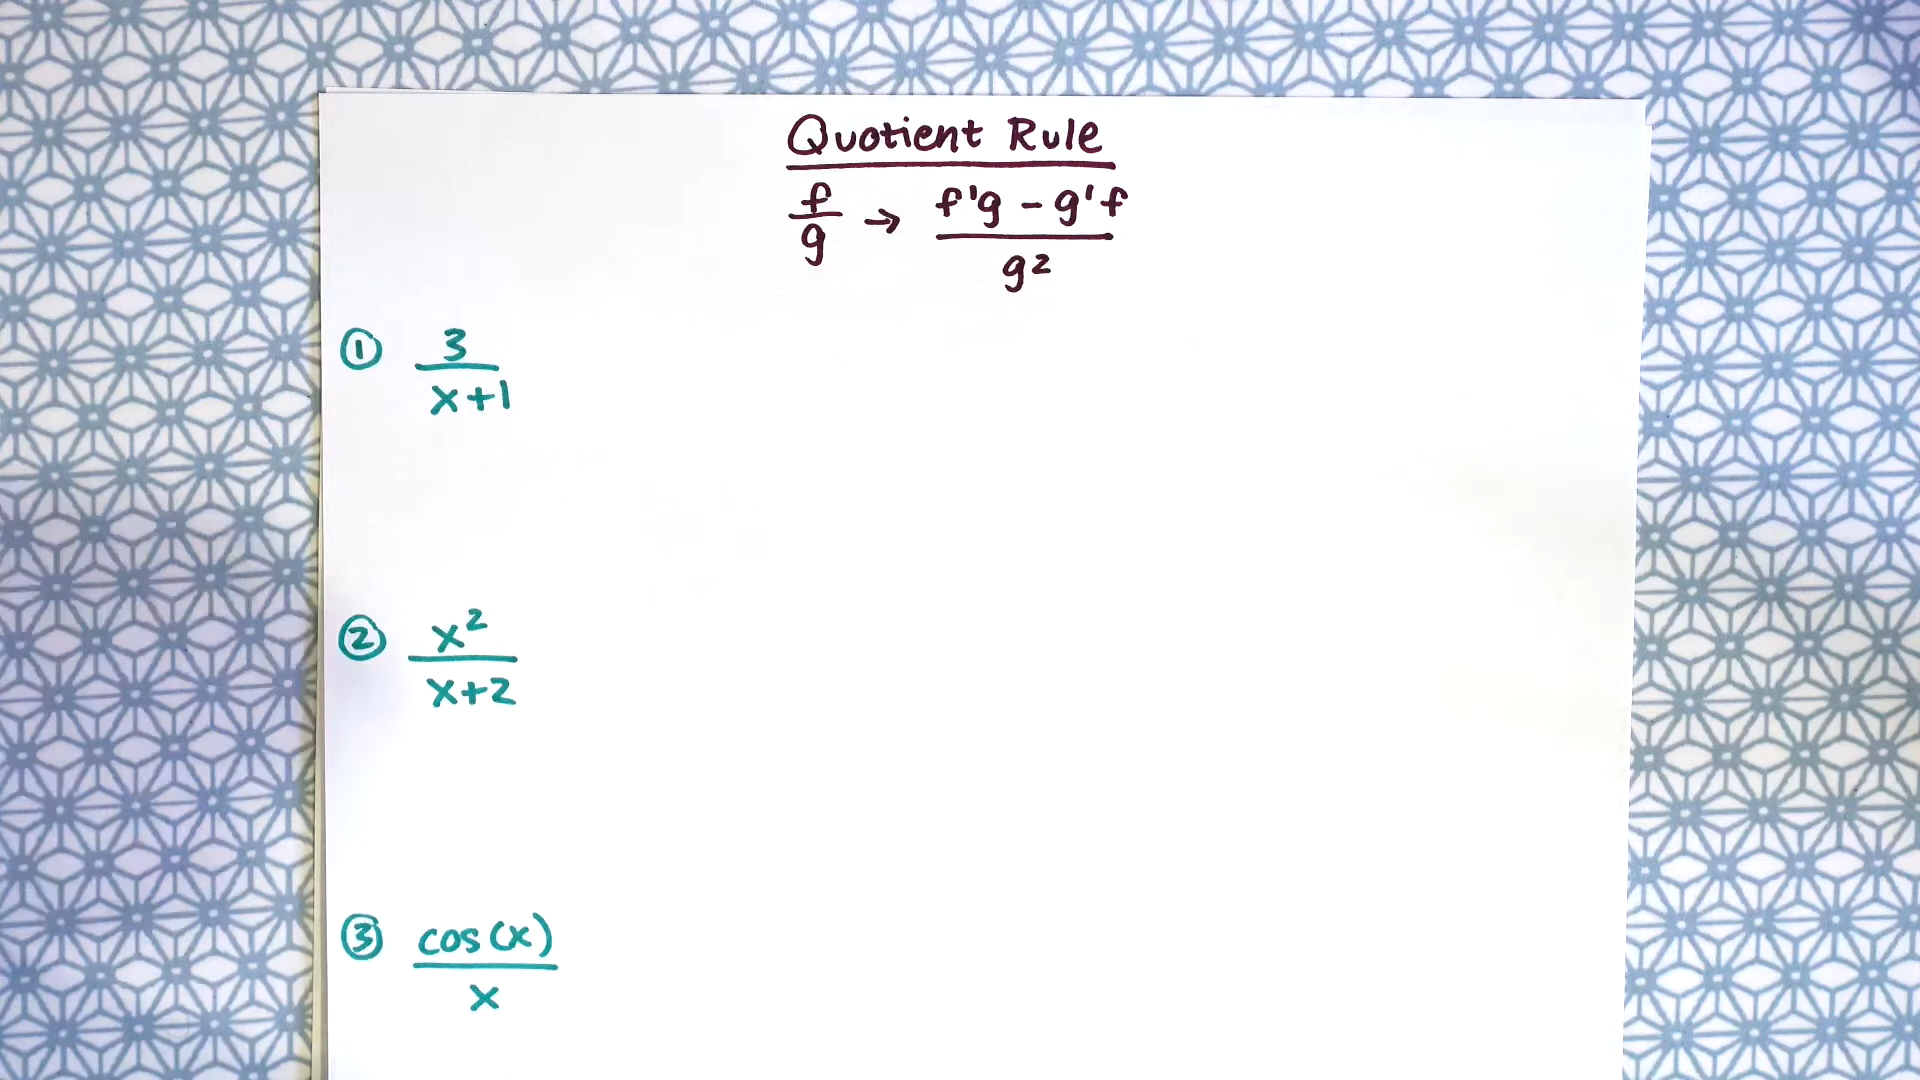 Quotient Rule
f/g → f'g - g'f / g²
① 3 / x+1
② x² / x+2
③ cos(x) / x